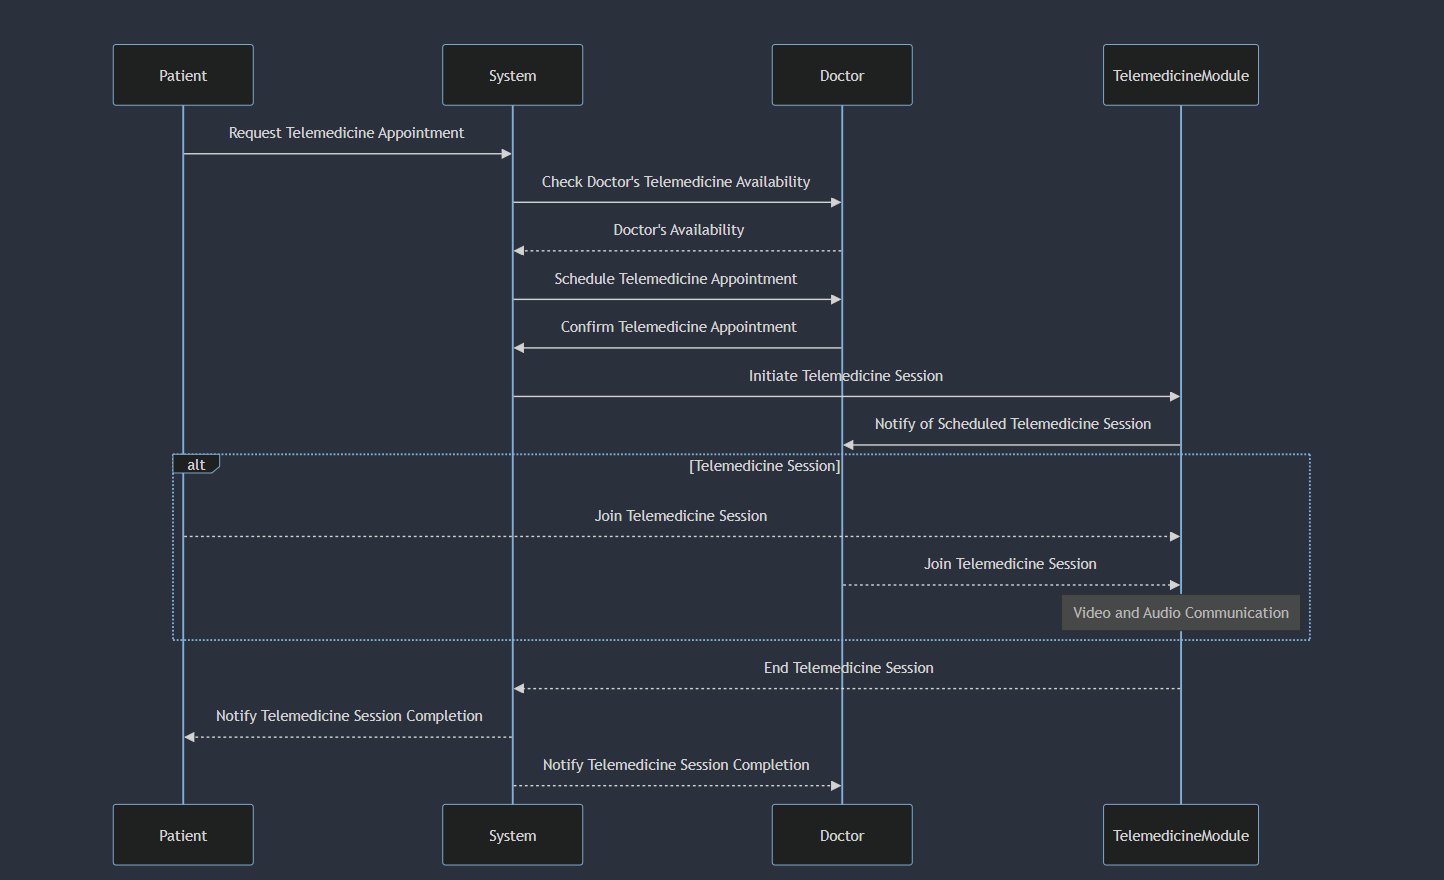 Patient
System
Doctor
TelemedicineModule
Request Telemedicine Appointment
Check Doctor's Telemedicine Availability
Doctor's Availability
Schedule Telemedicine Appointment
Confirm Telemedicine Appointment
Initiate Telemedicine Session
Notify of Scheduled Telemedicine Session
alt
[Telemedicine Session]
Join Telemedicine Session
Join Telemedicine Session
Video and Audio Communication
End Telemedicine Session
Notify Telemedicine Session Completion
Notify Telemedicine Session Completion
Patient
System
Doctor
TelemedicineModule